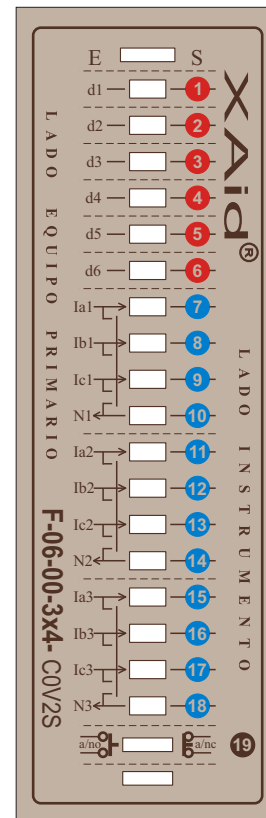 E S
d1 1
d2 2
d3 3
d4 4
d5 5
d6 6
Ia1 7
Ib1 8
Ic1 9
N1 10
Ia2 11
Ib2 12
Ic2 13
N2 14
Ia3 15
Ib3 16
Ic3 17
N3 18
a/no a/nc 19
LADO EQUIPO PRIMARIO
F-06-00-3x4- C0V2S
XAid®
LADO INSTRUMENTO